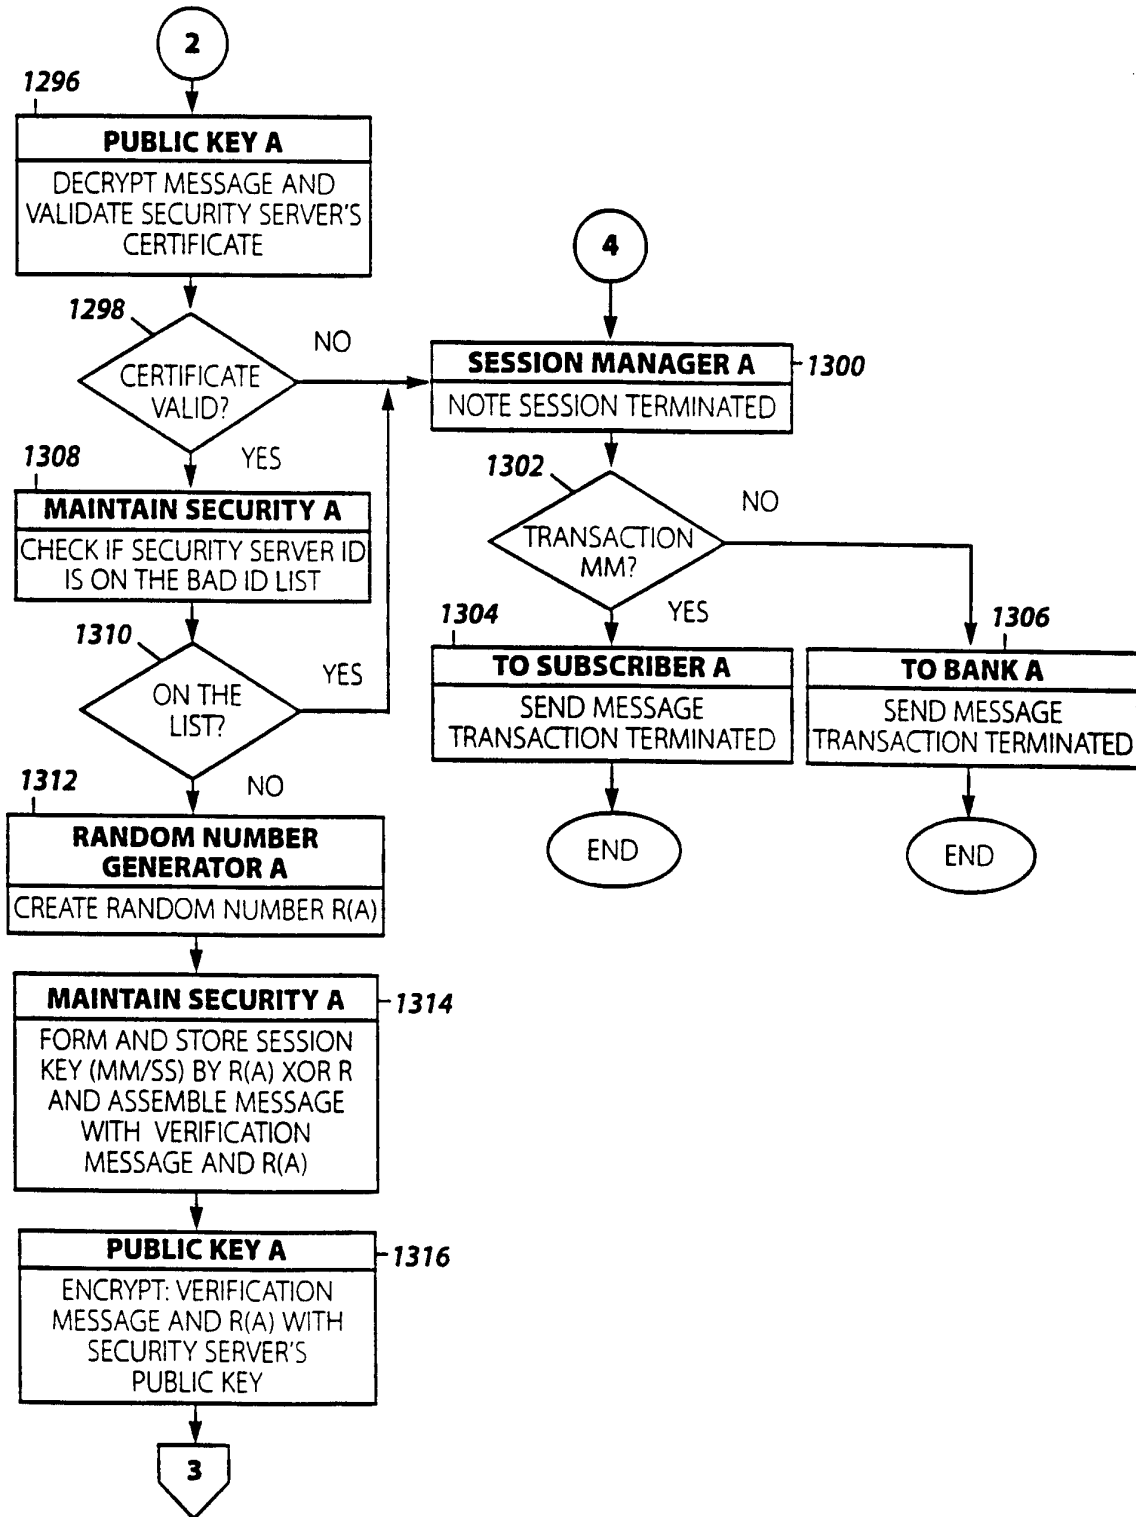 2
1296
PUBLIC KEY A
DECRYPT MESSAGE AND
VALIDATE SECURITY SERVER'S
CERTIFICATE
1298
NO
CERTIFICATE
VALID?
YES
1308
MAINTAIN SECURITY A
CHECK IF SECURITY SERVER ID
IS ON THE BAD ID LIST
1310
YES
ON THE
LIST?
NO
1312
RANDOM NUMBER
GENERATOR A
CREATE RANDOM NUMBER R(A)
MAINTAIN SECURITY A
1314
FORM AND STORE SESSION
KEY (MM/SS) BY R(A) XOR R
AND ASSEMBLE MESSAGE
WITH VERIFICATION
MESSAGE AND R(A)
PUBLIC KEY A
1316
ENCRYPT: VERIFICATION
MESSAGE AND R(A) WITH
SECURITY SERVER'S
PUBLIC KEY
3
4
SESSION MANAGER A
1300
NOTE SESSION TERMINATED
1302
NO
TRANSACTION
MM?
YES
1304
TO SUBSCRIBER A
SEND MESSAGE
TRANSACTION TERMINATED
END
1306
TO BANK A
SEND MESSAGE
TRANSACTION TERMINATED
END